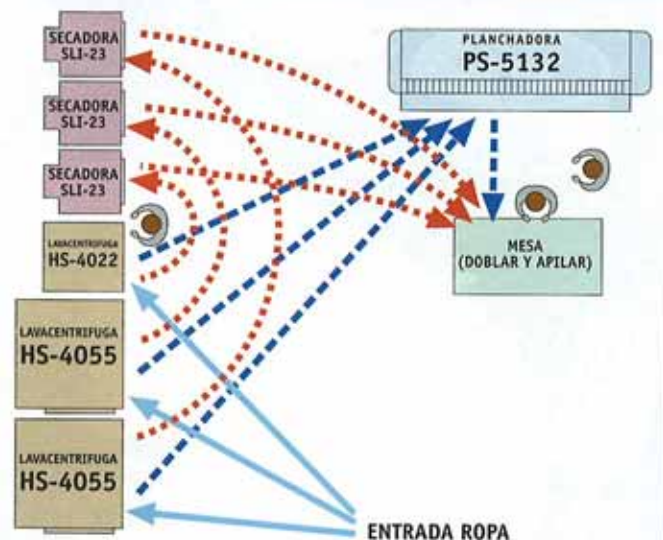 SECADORA
SLI-23
SECADORA
SLI-23
SECADORA
SLI-23
LAVACENTRIFUGA
HS-4022
LAVACENTRIFUGA
HS-4055
LAVACENTRIFUGA
HS-4055
PLANCHADORA
PS-5132
MESA
(DOBLAR Y APILAR)
ENTRADA ROPA